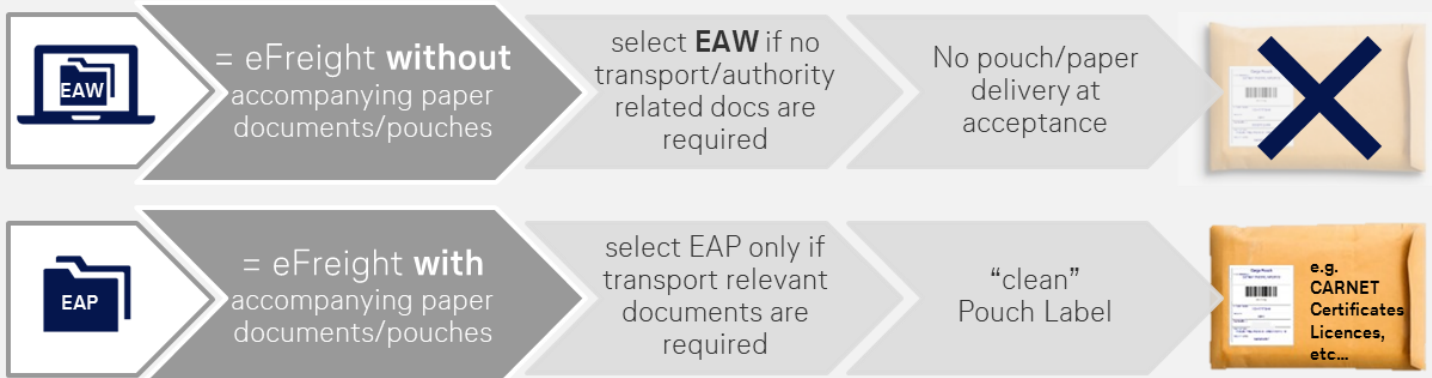 EAW
= eFreight without
accompanying paper
documents/pouches
select EAW if no
transport/authority
related docs are
required
No pouch/paper
delivery at
acceptance
EAP
= eFreight with
accompanying paper
documents/pouches
select EAP only if
transport relevant
documents are
required
“clean”
Pouch Label
Cargo Pouch
e.g.
CARNET
Certificates
Licences,
etc...